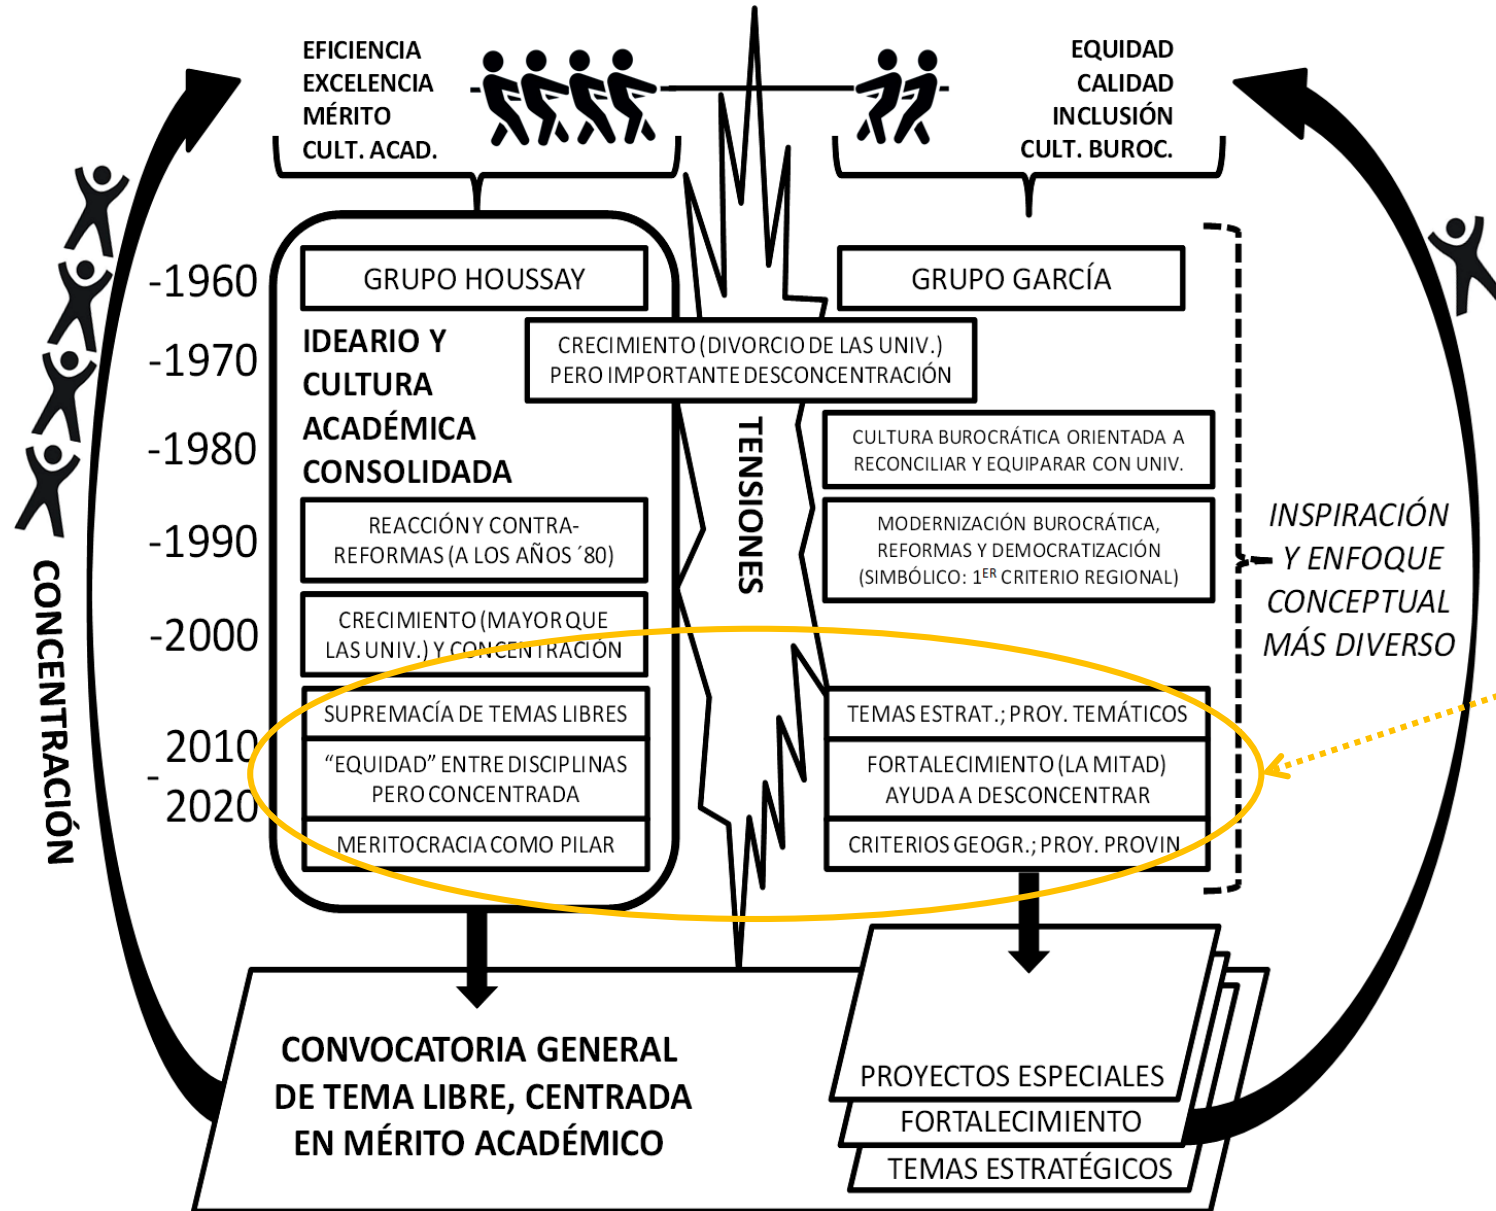 EFICIENCIA
EXCELENCIA
MÉRITO
CULT. ACAD.
EQUIDAD
CALIDAD
INCLUSIÓN
CULT. BUROC.
-1960
GRUPO HOUSSAY
GRUPO GARCÍA
-1970
IDEARIO Y
CULTURA
ACADÉMICA
CONSOLIDADA
CRECIMIENTO (DIVORCIO DE LAS UNIV.)
PERO IMPORTANTE DESCONCENTRACIÓN
-1980
TENSIONES
CULTURA BUROCRÁTICA ORIENTADA A
RECONCILIAR Y EQUIPARAR CON UNIV.
-1990
REACCIÓN Y CONTRA-
REFORMAS (A LOS AÑOS ´80)
MODERNIZACIÓN BUROCRÁTICA,
REFORMAS Y DEMOCRATIZACIÓN
(SIMBÓLICO: 1ER CRITERIO REGIONAL)
INSPIRACIÓN
Y ENFOQUE
CONCEPTUAL
MÁS DIVERSO
CONCENTRACIÓN
-2000
CRECIMIENTO (MAYOR QUE
LAS UNIV.) Y CONCENTRACIÓN
2010
-
2020
SUPREMACÍA DE TEMAS LIBRES
"EQUIDAD" ENTRE DISCIPLINAS
PERO CONCENTRADA
MERITOCRACIA COMO PILAR
TEMAS ESTRAT.; PROY. TEMÁTICOS
FORTALECIMIENTO (LA MITAD)
AYUDA A DESCONCENTRAR
CRITERIOS GEOGR.; PROY. PROVIN
CONVOCATORIA GENERAL
DE TEMA LIBRE, CENTRADA
EN MÉRITO ACADÉMICO
PROYECTOS ESPECIALES
FORTALECIMIENTO
TEMAS ESTRATÉGICOS